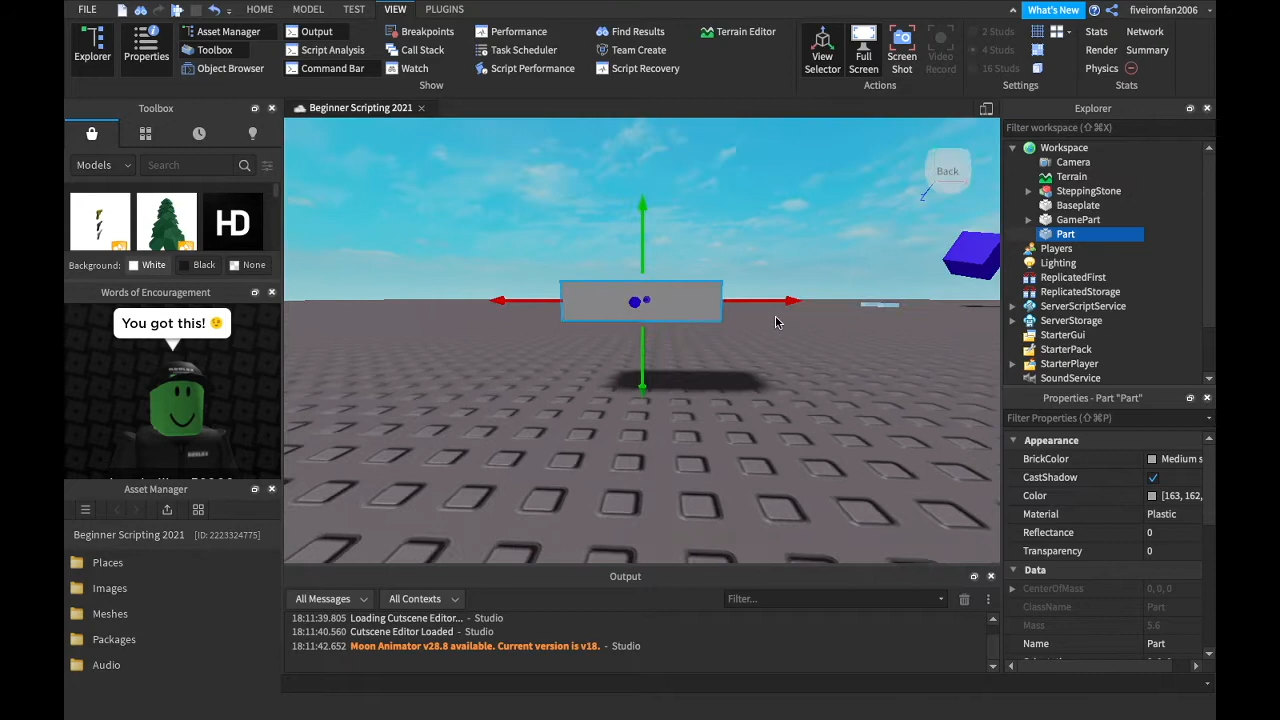 FILE HOME MODEL TEST VIEW PLUGINS What's New fiveironfan2006
Explorer Properties
Asset Manager Output Breakpoints Performance Find Results Terrain Editor
Toolbox Script Analysis Call Stack Task Scheduler Team Create
Object Browser Command Bar Watch Script Performance Script Recovery
Show
View Selector Full Screen Screen Shot Video Record
Actions
2 Studs
4 Studs
16 Studs
Settings
Stats Network
Render Summary
Physics
Stats
Toolbox
Models Search
HD
Background: White Black None
Words of Encouragement
You got this!
ROBLOX
Asset Manager
Beginner Scripting 2021 [ID: 2223324775]
Places
Images
Meshes
Packages
Audio
Beginner Scripting 2021
Back
Z
Output
All Messages All Contexts Filter...
18:11:39.805 Loading Cutscene Editor... - Studio
18:11:40.560 Cutscene Editor Loaded - Studio
18:11:42.652 Moon Animator v28.8 available. Current version is v18. - Studio
Explorer
Filter workspace (⇧⌘X)
Workspace
Camera
Terrain
SteppingStone
Baseplate
GamePart
Part
Players
Lighting
ReplicatedFirst
ReplicatedStorage
ServerScriptService
ServerStorage
StarterGui
StarterPack
StarterPlayer
SoundService
Properties - Part "Part"
Filter Properties (⇧⌘P)
Appearance
BrickColor Medium s
CastShadow
Color [163, 162,
Material Plastic
Reflectance 0
Transparency 0
Data
CenterOfMass 0, 0, 0
ClassName Part
Mass 5.6
Name Part